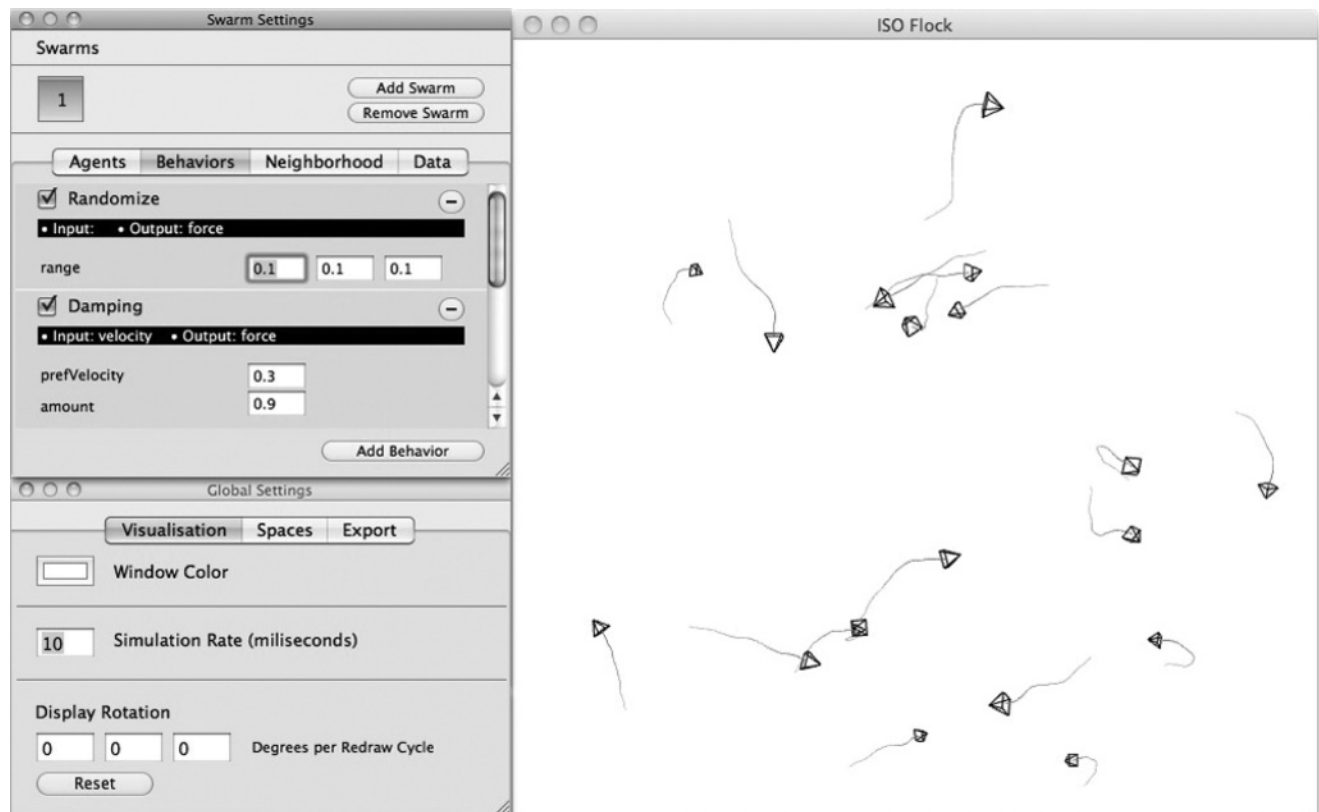 Swarm Settings
Swarms
1
Add Swarm
Remove Swarm
Agents Behaviors Neighborhood Data
Randomize
• Input: • Output: force
range 0.1 0.1 0.1
Damping
• Input: velocity • Output: force
prefVelocity 0.3
amount 0.9
Add Behavior
Global Settings
Visualisation Spaces Export
Window Color
10 Simulation Rate (miliseconds)
Display Rotation
0 0 0 Degrees per Redraw Cycle
Reset
ISO Flock